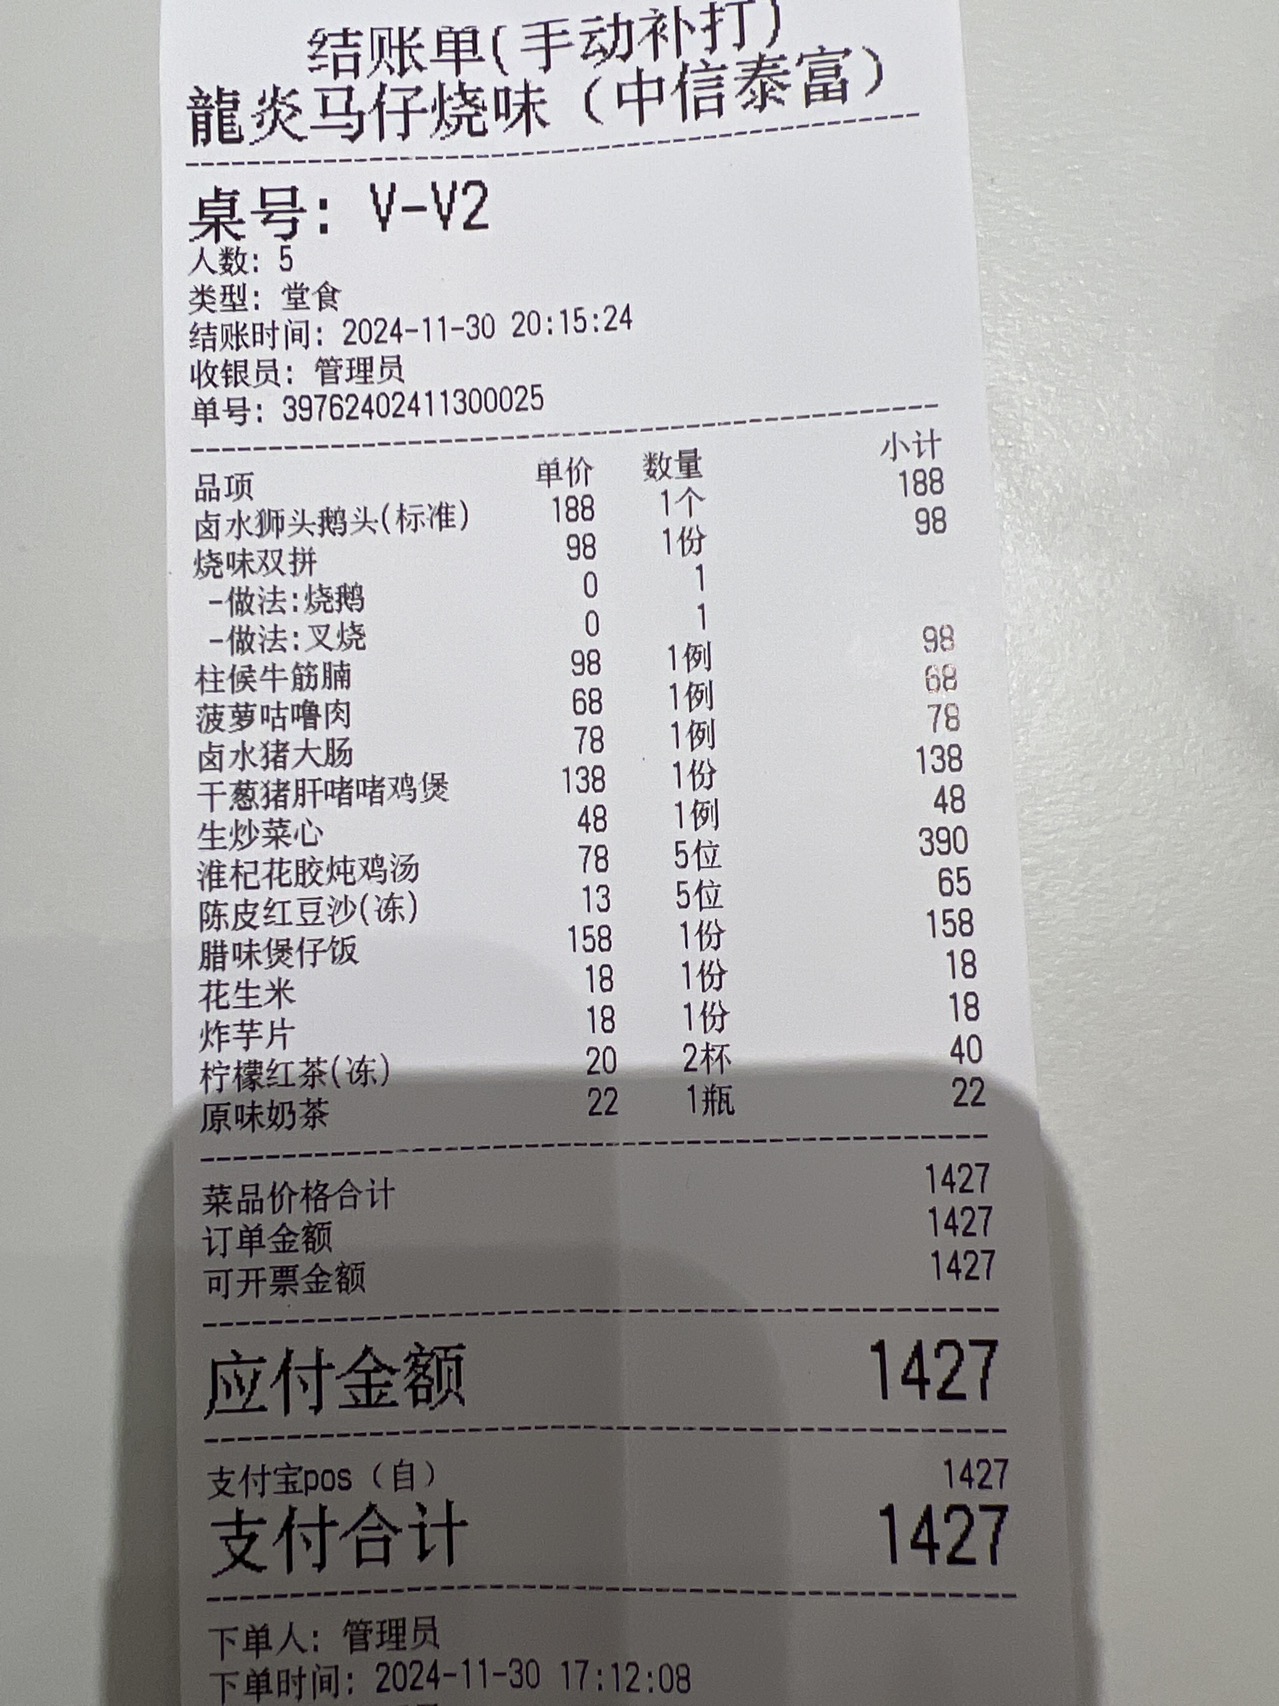 结账单(手动补打)
龍炎马仔烧味（中信泰富）
桌号: V-V2
人数: 5
类型: 堂食
结账时间: 2024-11-30 20:15:24
收银员: 管理员
单号: 39762402411300025
品项 单价 数量 小计
卤水狮头鹅头(标准) 188 1个 188
烧味双拼 98 1份 98
-做法:烧鹅 0 1
-做法:叉烧 0 1
柱候牛筋腩 98 1例 98
菠萝咕噜肉 68 1例 68
卤水猪大肠 78 1例 78
干葱猪肝啫啫鸡煲 138 1份 138
生炒菜心 48 1例 48
淮杞花胶炖鸡汤 78 5位 390
陈皮红豆沙(冻) 13 5位 65
腊味煲仔饭 158 1份 158
花生米 18 1份 18
炸芋片 18 1份 18
柠檬红茶(冻) 20 2杯 40
原味奶茶 22 1瓶 22
菜品价格合计 1427
订单金额 1427
可开票金额 1427
应付金额 1427
支付宝pos（自） 1427
支付合计 1427
下单人: 管理员
下单时间: 2024-11-30 17:12:08